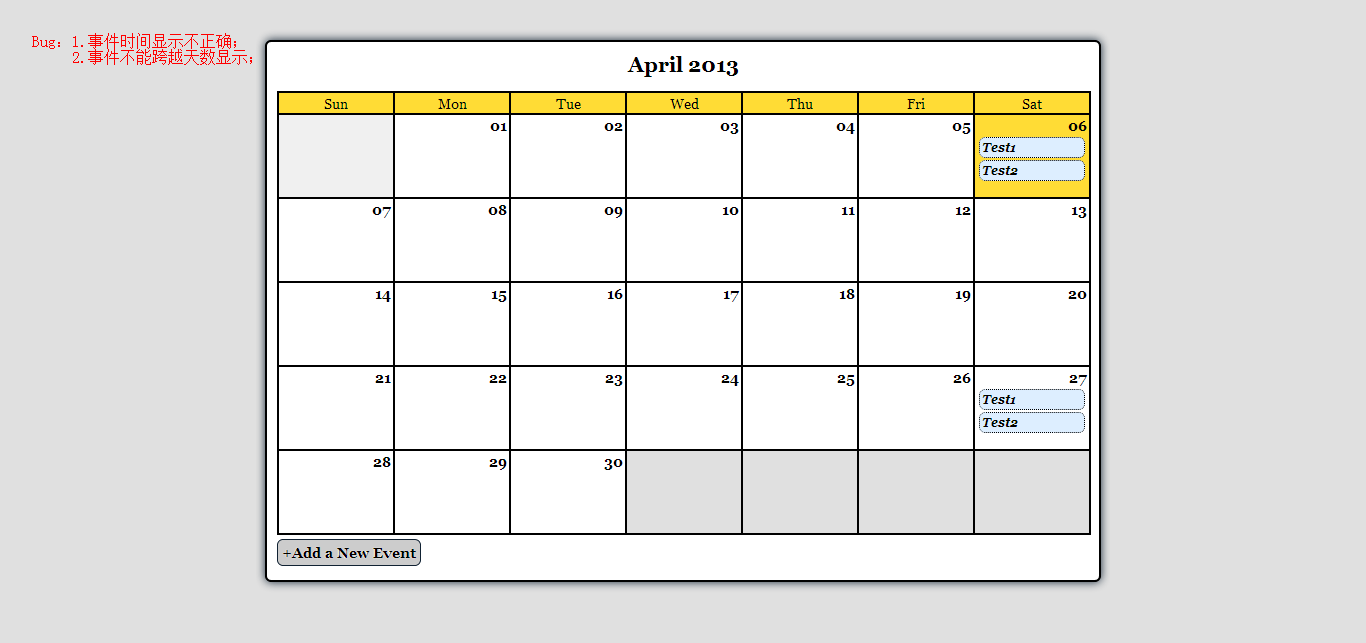 Bug: 1.事件时间显示不正确;
2.事件不能跨越天数显示;
April 2013
Sun Mon Tue Wed Thu Fri Sat
01 02 03 04 05 06
Test1
Test2
07 08 09 10 11 12 13
14 15 16 17 18 19 20
21 22 23 24 25 26 27
Test1
Test2
28 29 30
+Add a New Event